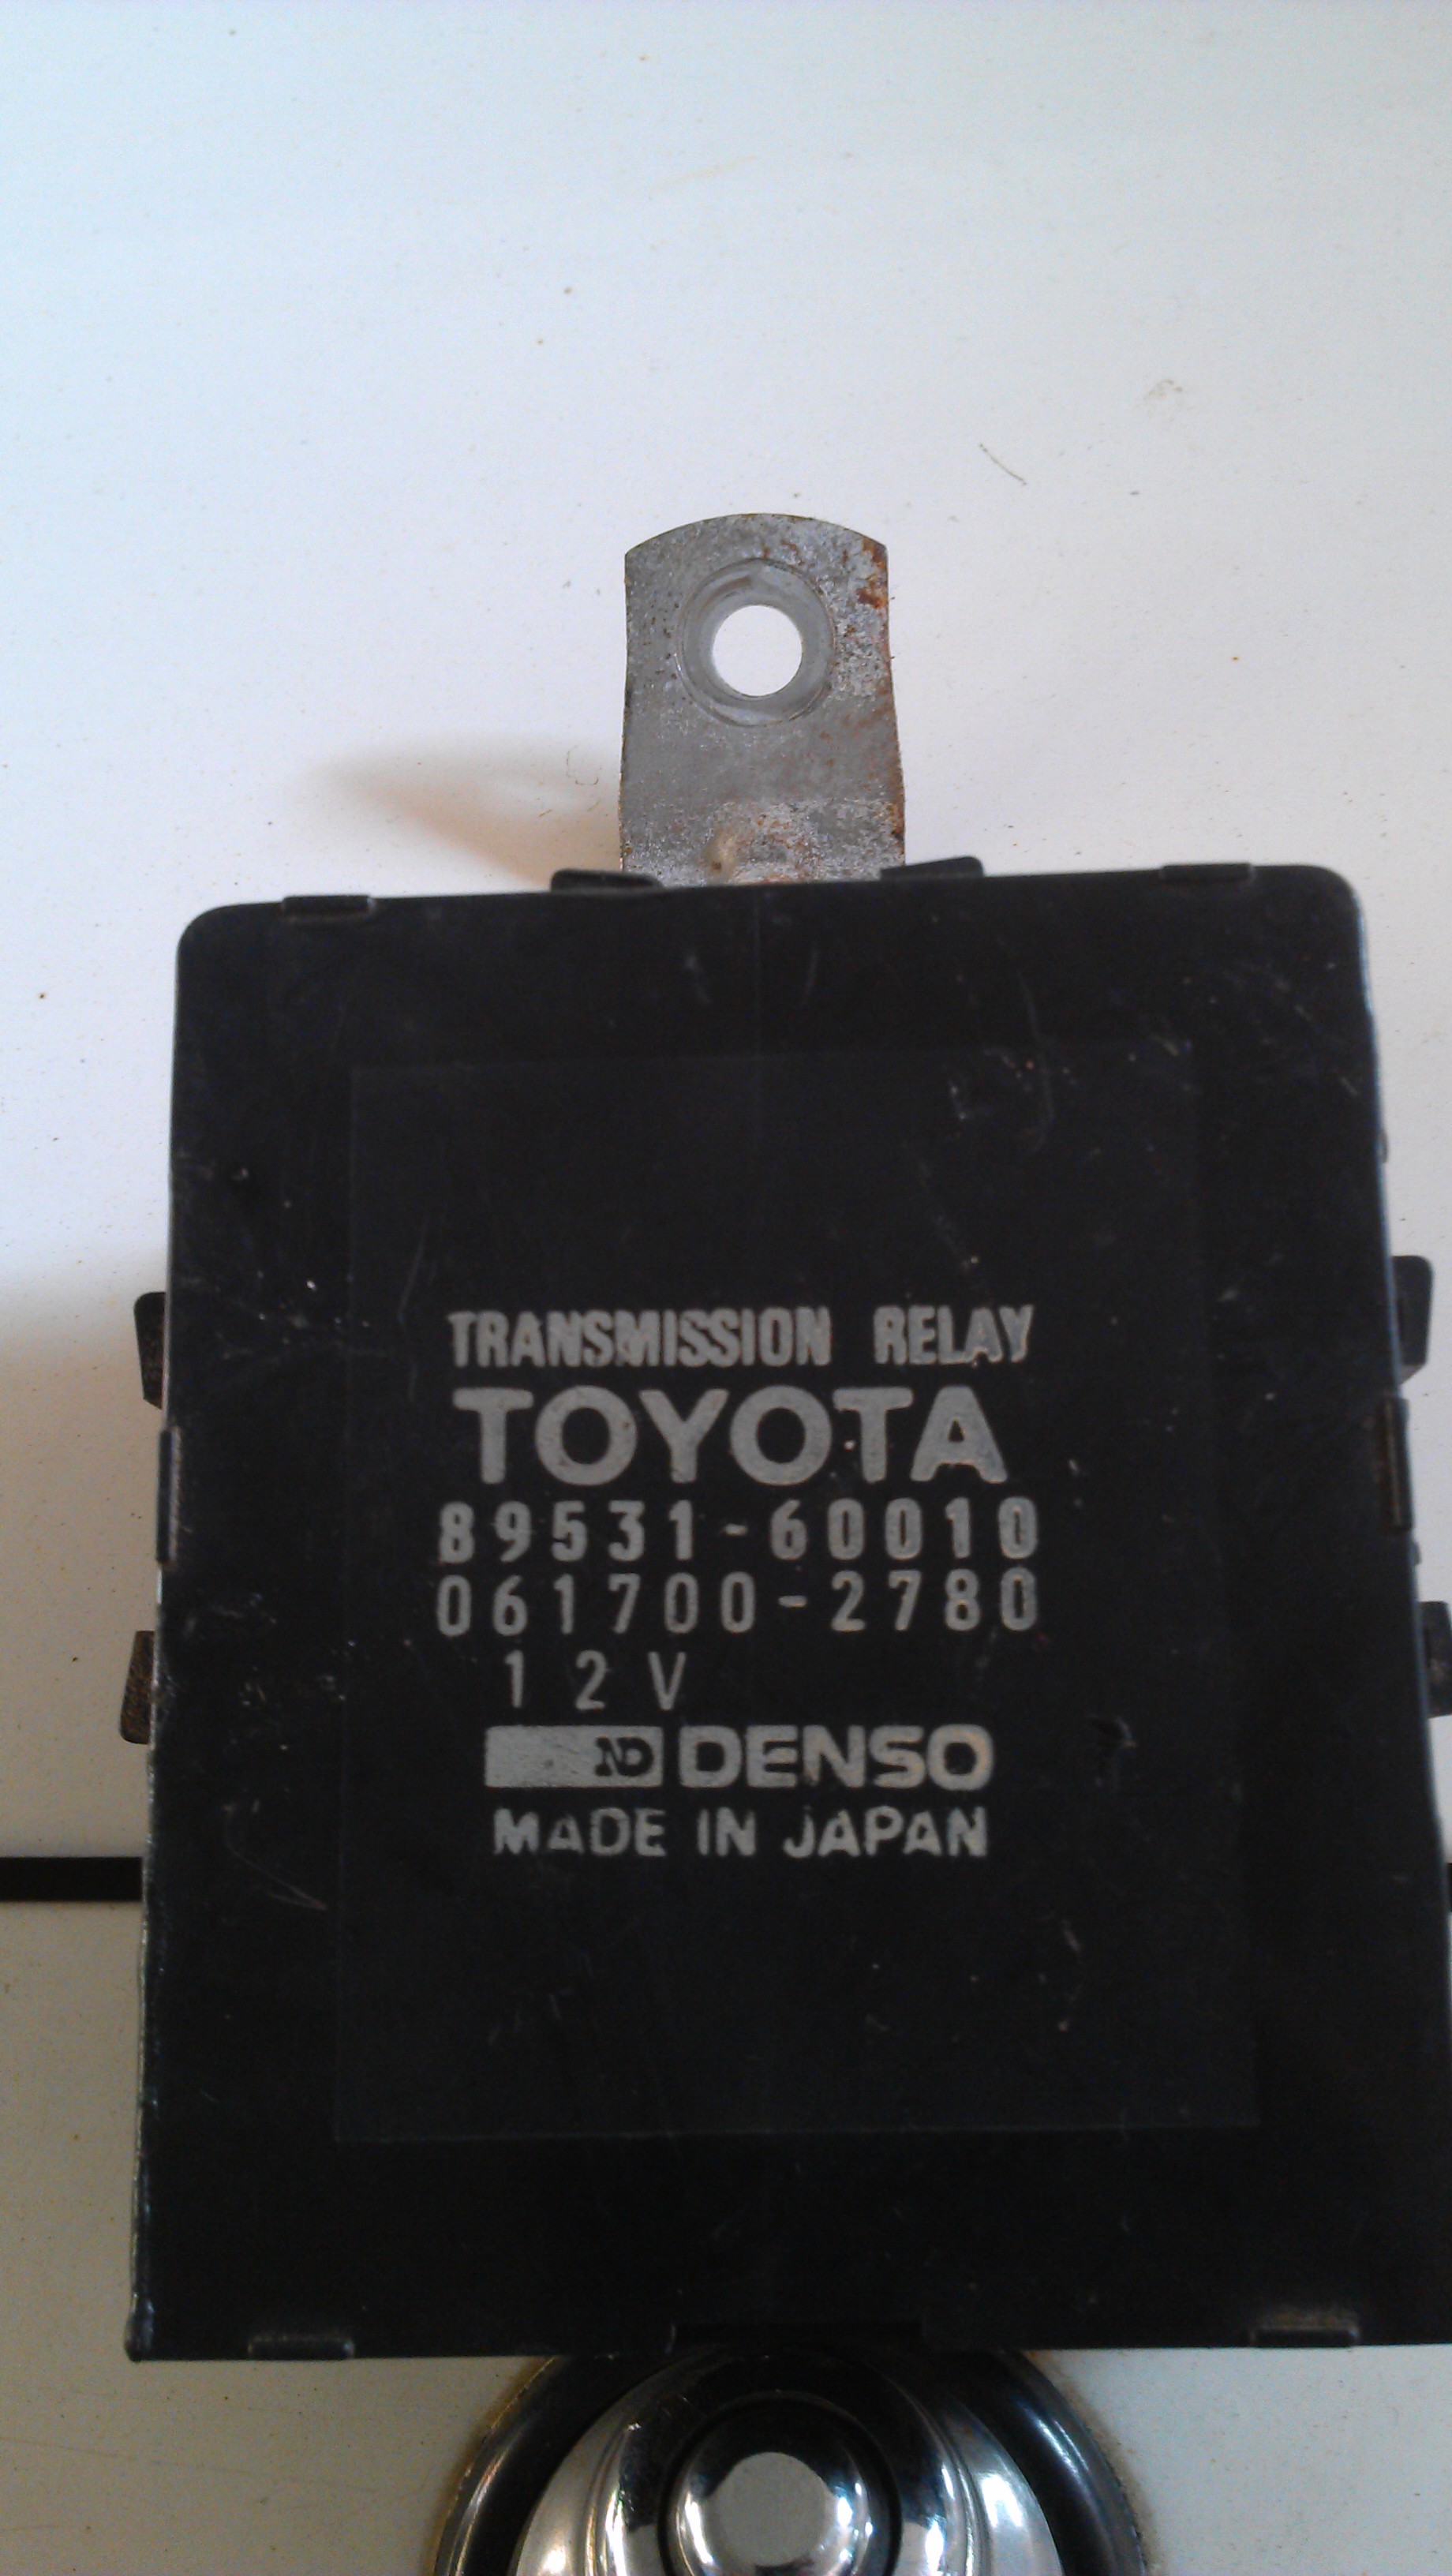 TRANSMISSION RELAY
TOYOTA
89531-60010
061700-2780
12V
ND DENSO
MADE IN JAPAN